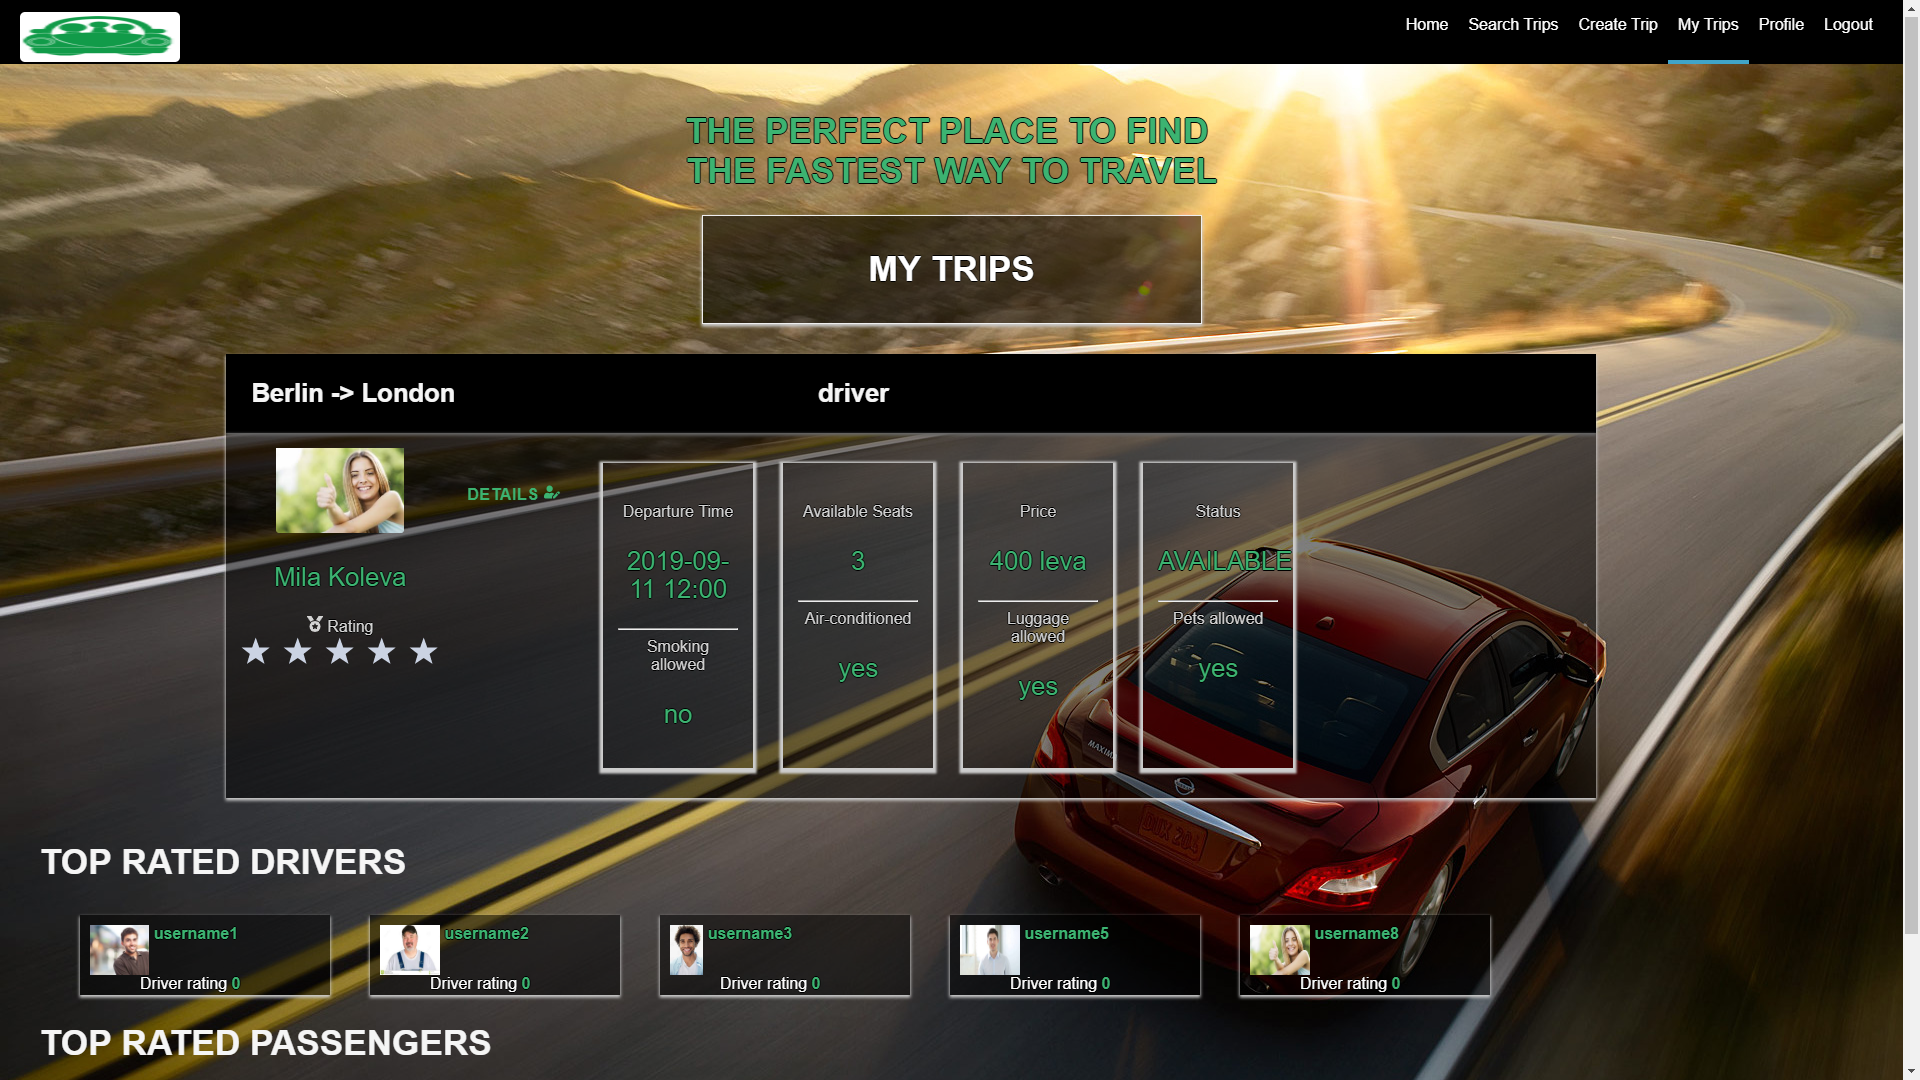 Home Search Trips Create Trip My Trips Profile Logout
THE PERFECT PLACE TO FIND
THE FASTEST WAY TO TRAVEL
MY TRIPS
Berlin -> London driver
DETAILS
Mila Koleva
Rating
Departure Time
2019-09-
11 12:00
Smoking
allowed
no
Available Seats
3
Air-conditioned
yes
Price
400 leva
Luggage
allowed
yes
Status
AVAILABLE
Pets allowed
yes
TOP RATED DRIVERS
username1
Driver rating 0
username2
Driver rating 0
username3
Driver rating 0
username5
Driver rating 0
username8
Driver rating 0
TOP RATED PASSENGERS